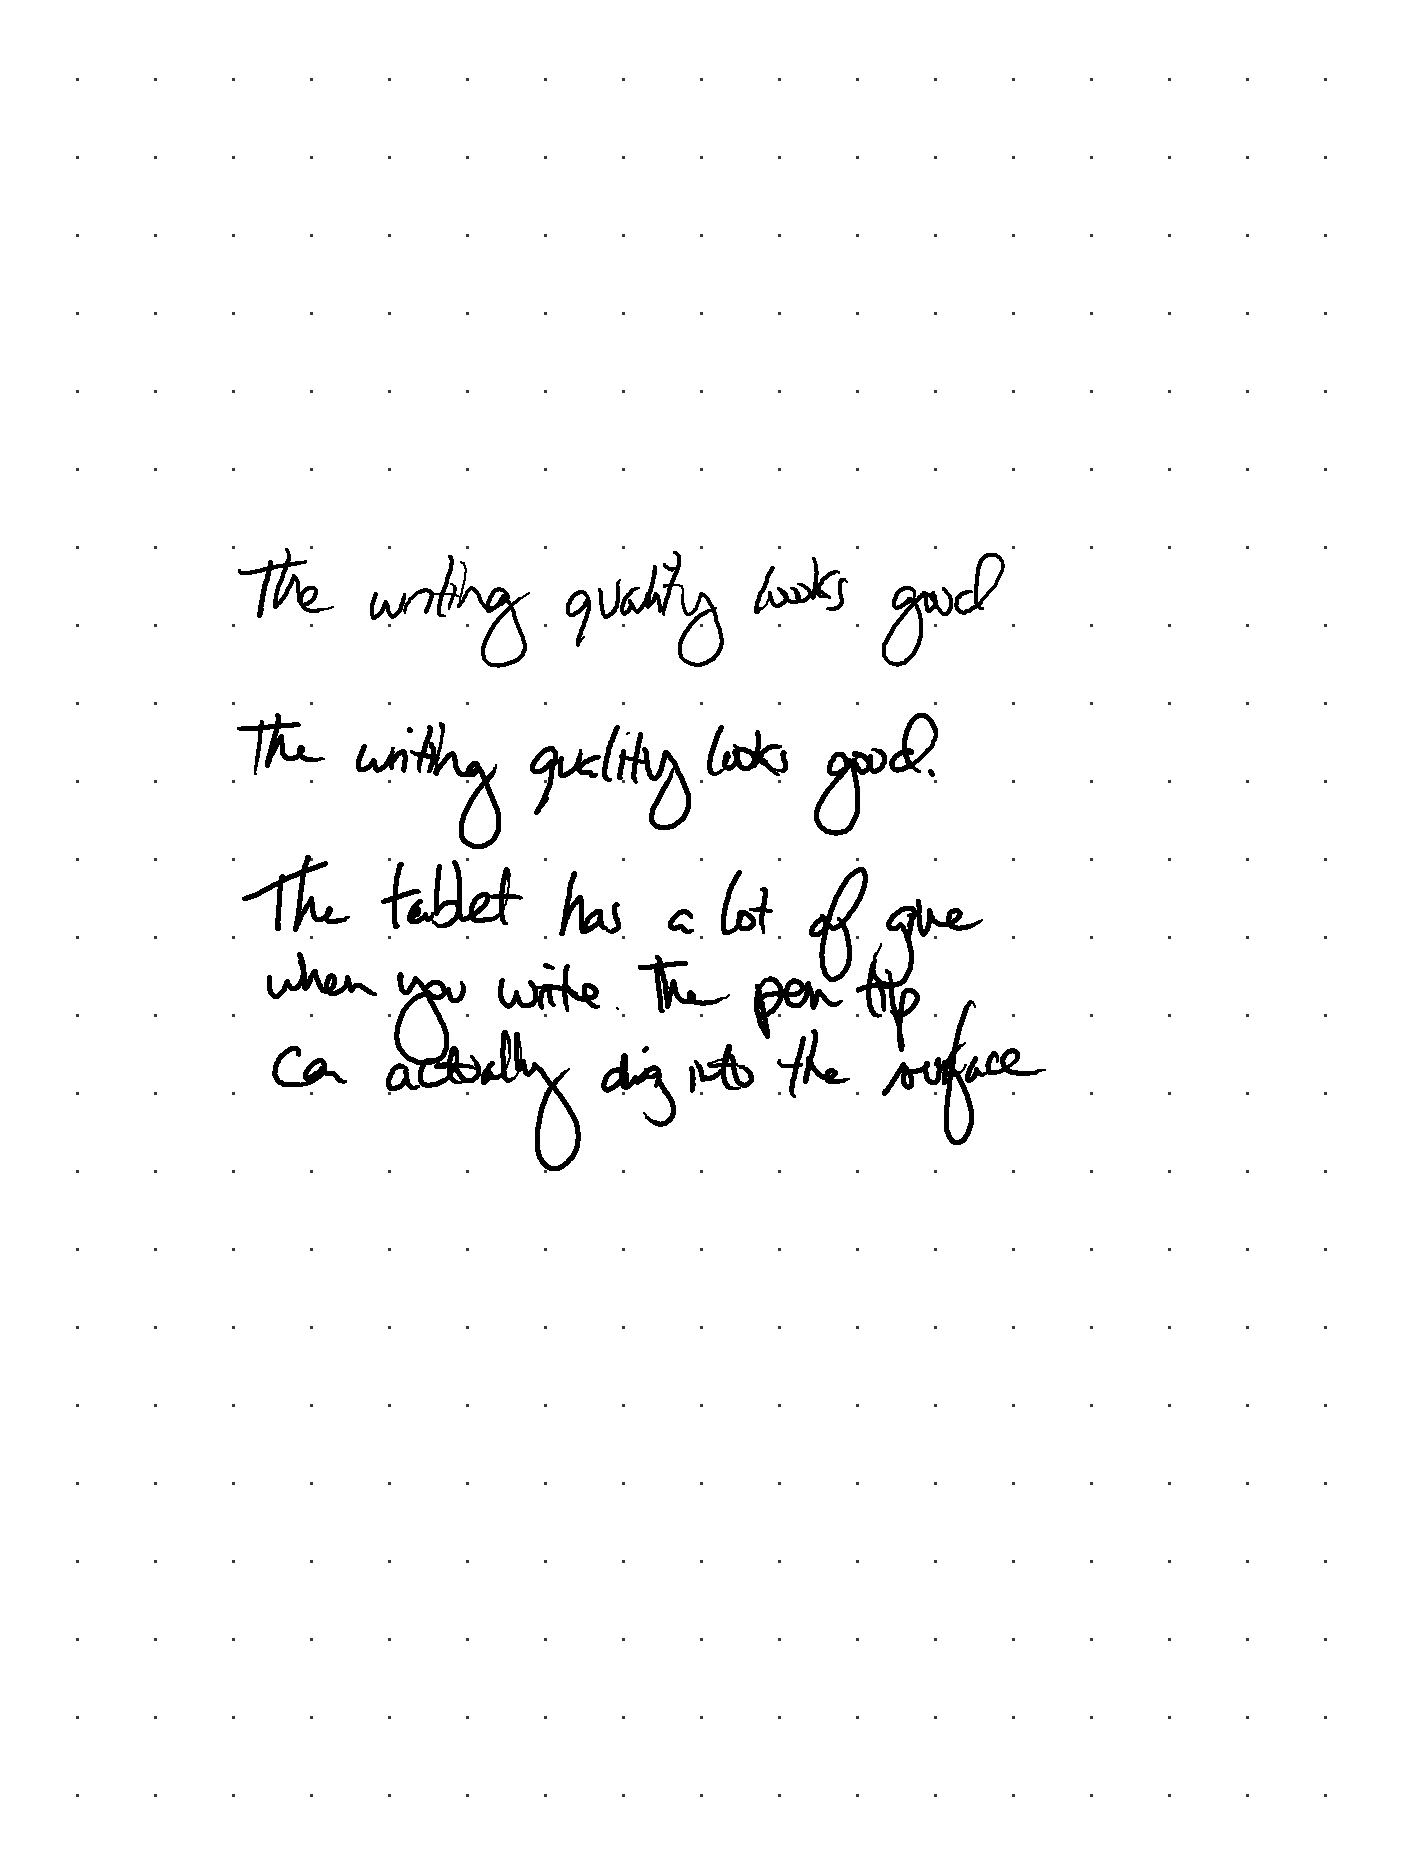 The writing quality looks good
The writing quality looks good.
The tablet has a lot of give
when you write. The pen tip
can actually dig into the surface